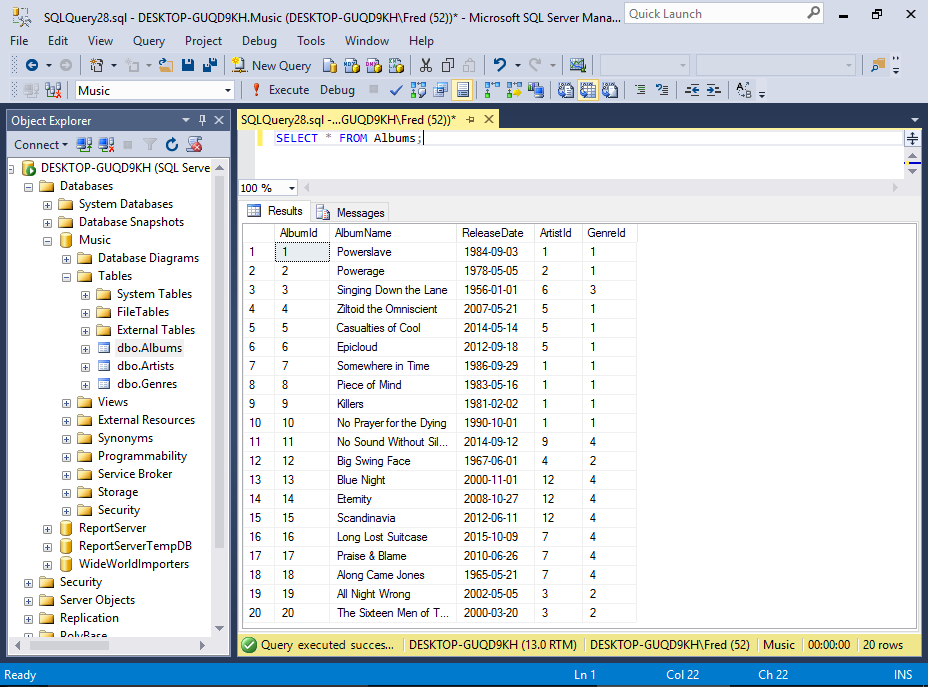 SQLQuery28.sql - DESKTOP-GUQD9KH.Music (DESKTOP-GUQD9KH\Fred (52))* - Microsoft SQL Server Mana...
Quick Launch
File Edit View Query Project Debug Tools Window Help
New Query
MDX DMX XMLA
Music Execute Debug
Object Explorer
Connect
DESKTOP-GUQD9KH (SQL Serve
Databases
System Databases
Database Snapshots
Music
Database Diagrams
Tables
System Tables
FileTables
External Tables
dbo.Albums
dbo.Artists
dbo.Genres
Views
External Resources
Synonyms
Programmability
Service Broker
Storage
Security
ReportServer
ReportServerTempDB
WideWorldImporters
Security
Server Objects
Replication
PolyBase
SQLQuery28.sql -...GUQD9KH\Fred (52))*
SELECT * FROM Albums;
100 %
Results Messages
AlbumId AlbumName ReleaseDate ArtistId GenreId
1 1 Powerslave 1984-09-03 1 1
2 2 Powerage 1978-05-05 2 1
3 3 Singing Down the Lane 1956-01-01 6 3
4 4 Ziltoid the Omniscient 2007-05-21 5 1
5 5 Casualties of Cool 2014-05-14 5 1
6 6 Epicloud 2012-09-18 5 1
7 7 Somewhere in Time 1986-09-29 1 1
8 8 Piece of Mind 1983-05-16 1 1
9 9 Killers 1981-02-02 1 1
10 10 No Prayer for the Dying 1990-10-01 1 1
11 11 No Sound Without Sil... 2014-09-12 9 4
12 12 Big Swing Face 1967-06-01 4 2
13 13 Blue Night 2000-11-01 12 4
14 14 Eternity 2008-10-27 12 4
15 15 Scandinavia 2012-06-11 12 4
16 16 Long Lost Suitcase 2015-10-09 7 4
17 17 Praise & Blame 2010-06-26 7 4
18 18 Along Came Jones 1965-05-21 7 4
19 19 All Night Wrong 2002-05-05 3 2
20 20 The Sixteen Men of T... 2000-03-20 3 2
Query executed succes... DESKTOP-GUQD9KH (13.0 RTM) DESKTOP-GUQD9KH\Fred (52) Music 00:00:00 20 rows
Ready Ln 1 Col 22 Ch 22 INS